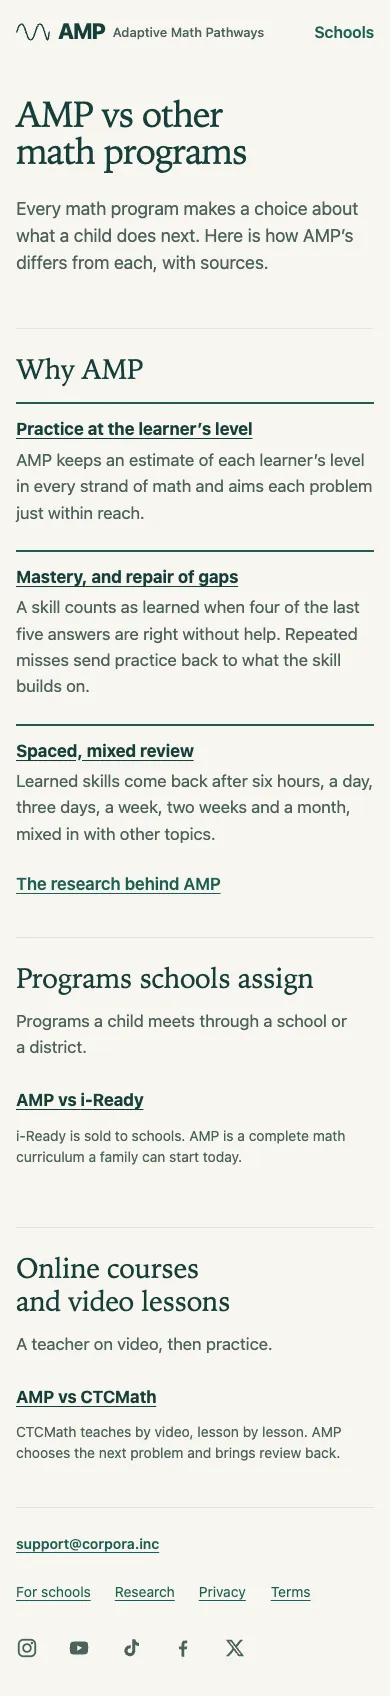 AMP Adaptive Math Pathways Schools
AMP vs other
math programs
Every math program makes a choice about
what a child does next. Here is how AMP’s
differs from each, with sources.
Why AMP
Practice at the learner’s level
AMP keeps an estimate of each learner’s level
in every strand of math and aims each problem
just within reach.
Mastery, and repair of gaps
A skill counts as learned when four of the last
five answers are right without help. Repeated
misses send practice back to what the skill
builds on.
Spaced, mixed review
Learned skills come back after six hours, a day,
three days, a week, two weeks and a month,
mixed in with other topics.
The research behind AMP
Programs schools assign
Programs a child meets through a school or
a district.
AMP vs i-Ready
i-Ready is sold to schools. AMP is a complete math
curriculum a family can start today.
Online courses
and video lessons
A teacher on video, then practice.
AMP vs CTCMath
CTCMath teaches by video, lesson by lesson. AMP
chooses the next problem and brings review back.
support@corpora.inc
For schools Research Privacy Terms